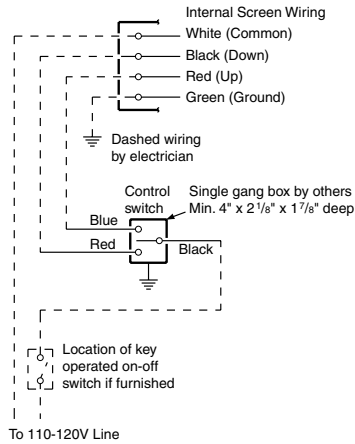 Internal Screen Wiring
White (Common)
Black (Down)
Red (Up)
Green (Ground)
Dashed wiring
by electrician
Control
switch
Single gang box by others
Min. 4" x 2 1/8" x 1 7/8" deep
Blue
Red
Black
Location of key
operated on-off
switch if furnished
To 110-120V Line